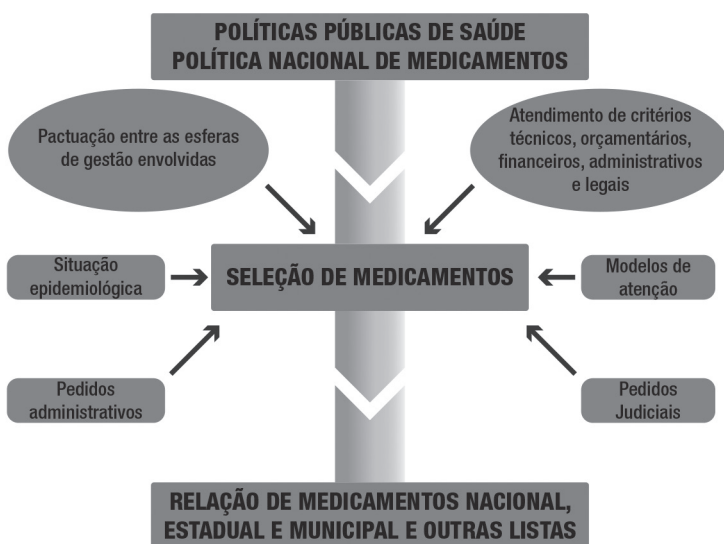 POLÍTICAS PÚBLICAS DE SAÚDE
POLÍTICA NACIONAL DE MEDICAMENTOS
Pactuação entre as esferas
de gestão envolvidas
Atendimento de critérios
técnicos, orçamentários,
financeiros, administrativos
e legais
Situação
epidemiológica
SELEÇÃO DE MEDICAMENTOS
Modelos de
atenção
Pedidos
administrativos
Pedidos
Judiciais
RELAÇÃO DE MEDICAMENTOS NACIONAL,
ESTADUAL E MUNICIPAL E OUTRAS LISTAS